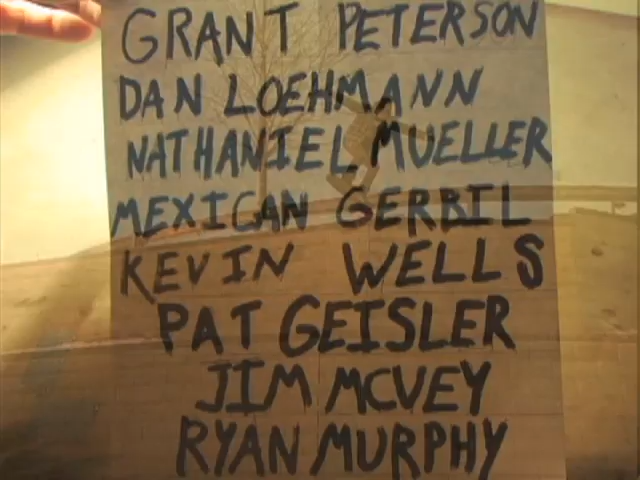 GRANT PETERSON
DAN LOEHMANN
NATHANIEL MUELLER
MEXICAN GERBIL
KEVIN WELLS
PAT GEISLER
JIM MCVEY
RYAN MURPHY